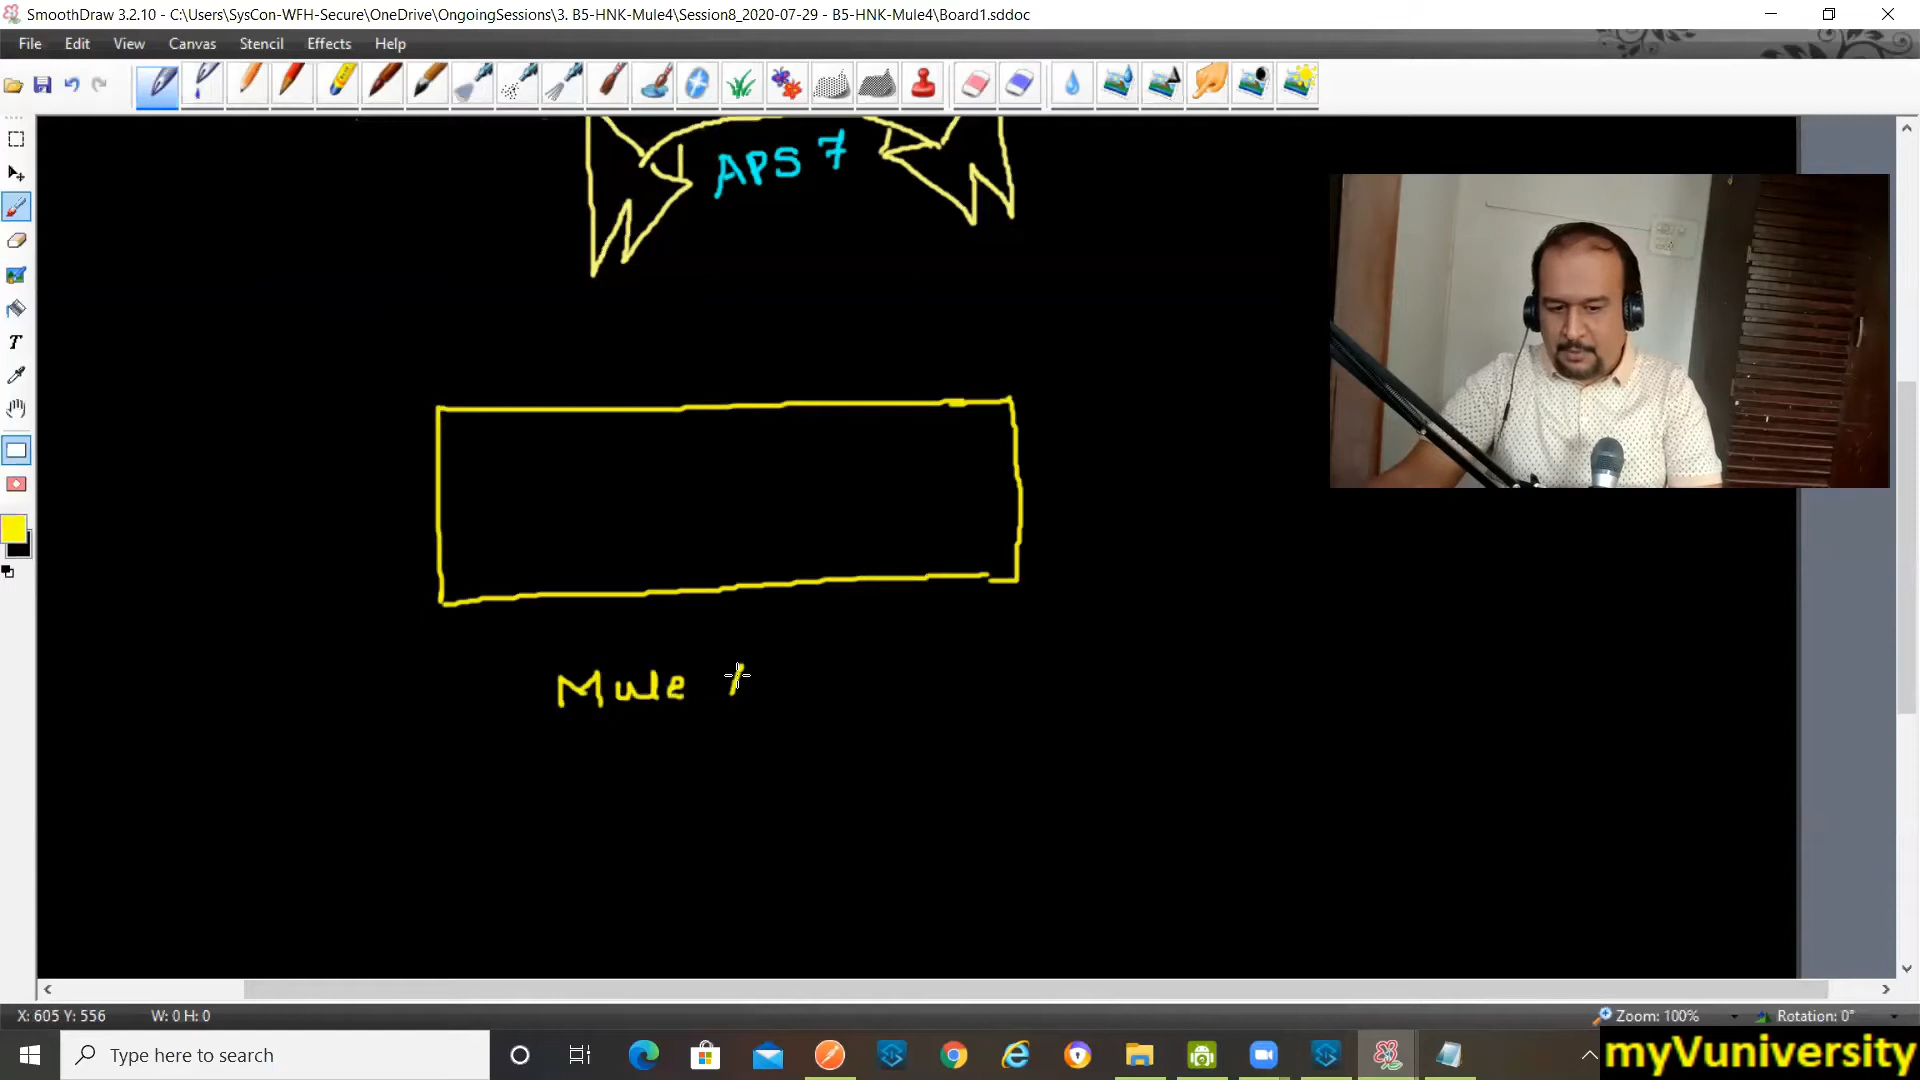 SmoothDraw 3.2.10 - C:\Users\SysCon-WFH-Secure\OneDrive\OngoingSessions\3. B5-HNK-Mule4\Session8_2020-07-29 - B5-HNK-Mule4\Board1.sddoc
File Edit View Canvas Stencil Effects Help
APS 7
Mule
X: 605 Y: 556 W: 0 H: 0 Zoom: 100% Rotation: 0°
Type here to search
myVuniversity